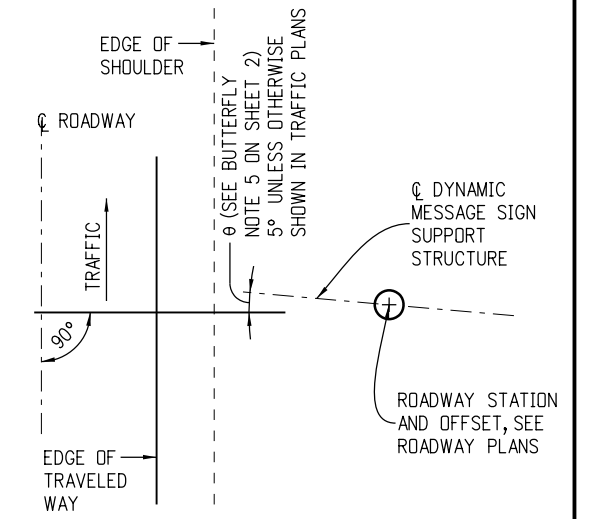 EDGE OF
SHOULDER
℄ ROADWAY
θ (SEE BUTTERFLY
NOTE 5 ON SHEET 2)
5° UNLESS OTHERWISE
SHOWN IN TRAFFIC PLANS
TRAFFIC
℄ DYNAMIC
MESSAGE SIGN
SUPPORT
STRUCTURE
90°
ROADWAY STATION
AND OFFSET, SEE
ROADWAY PLANS
EDGE OF
TRAVELED
WAY